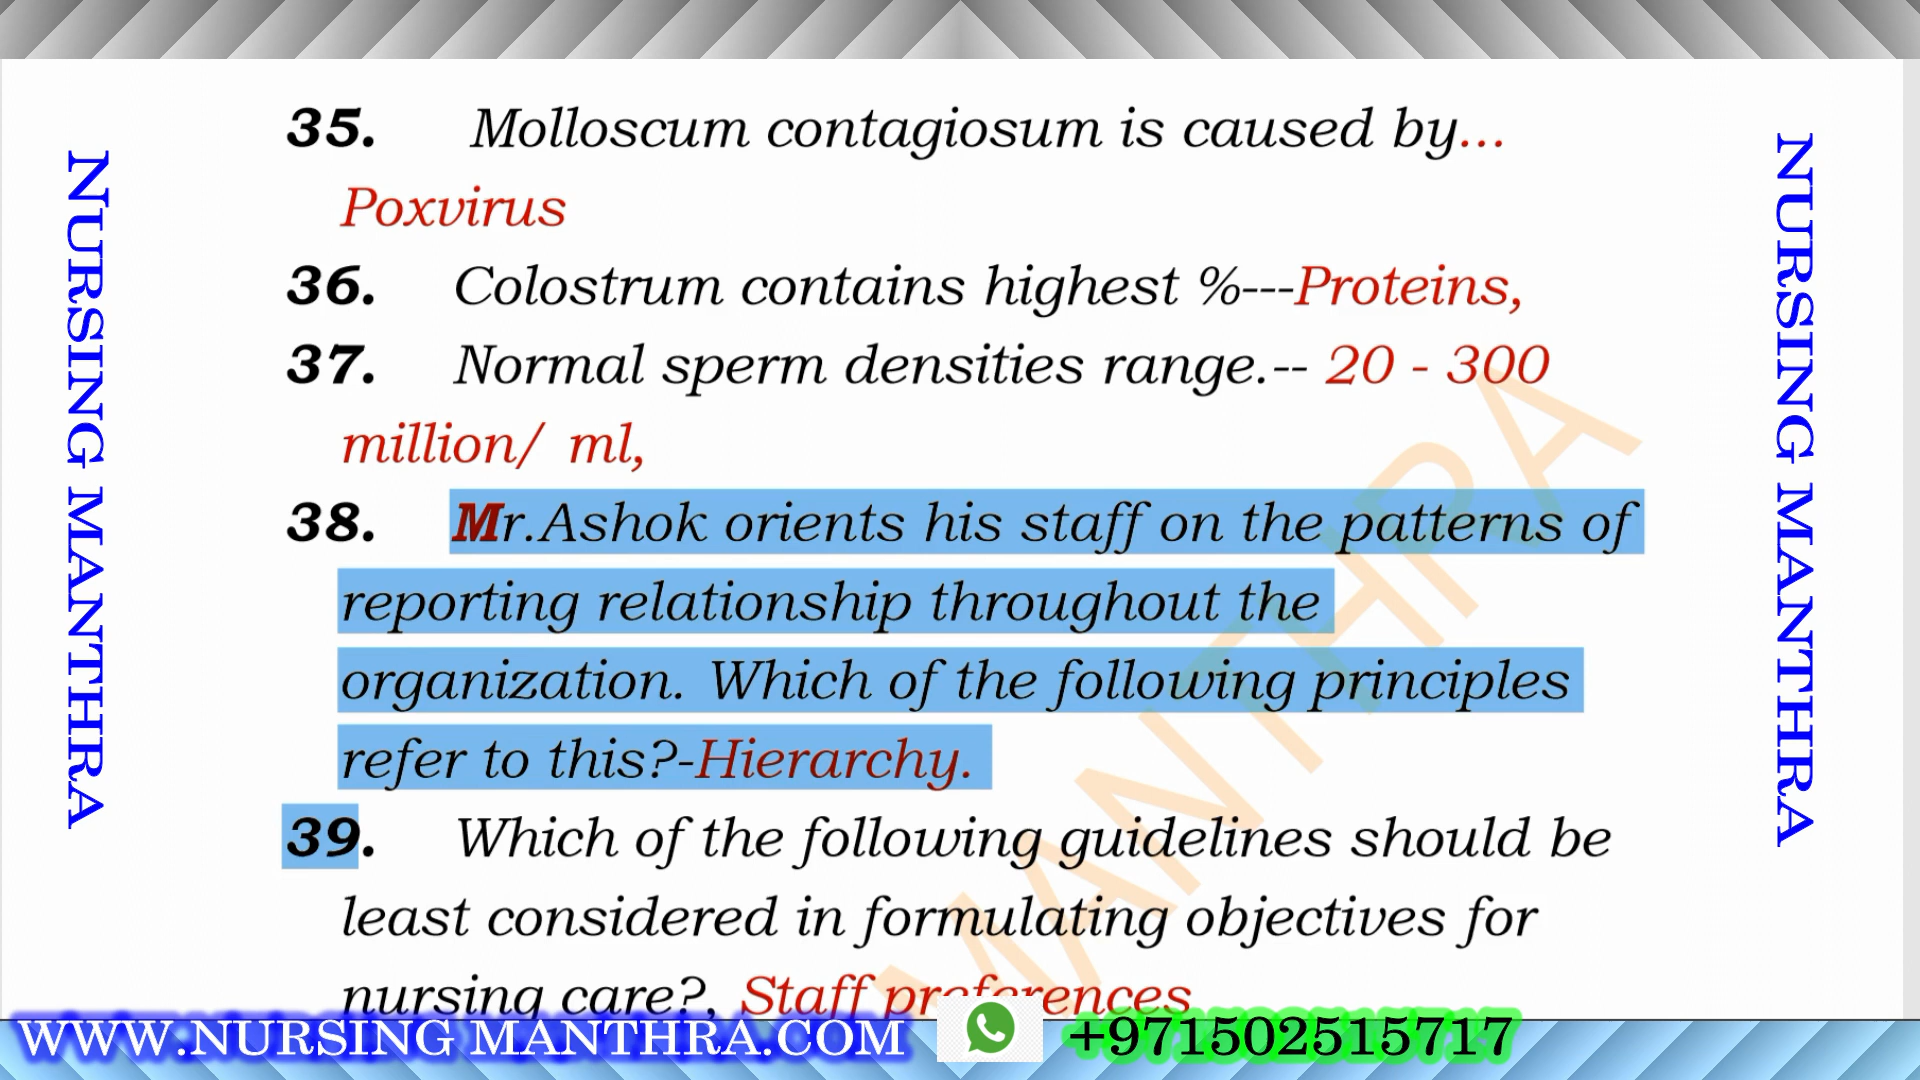 NURSING MANTHRA
35. Molloscum contagiosum is caused by...
Poxvirus
36. Colostrum contains highest %---Proteins,
37. Normal sperm densities range.-- 20 - 300
million/ ml,
38. Mr.Ashok orients his staff on the patterns of
reporting relationship throughout the
organization. Which of the following principles
refer to this?-Hierarchy.
39. Which of the following guidelines should be
least considered in formulating objectives for
nursing care?, Staff preferences
NURSING MANTHRA
MANTHRA
WWW.NURSING MANTHRA.COM
+971502515717